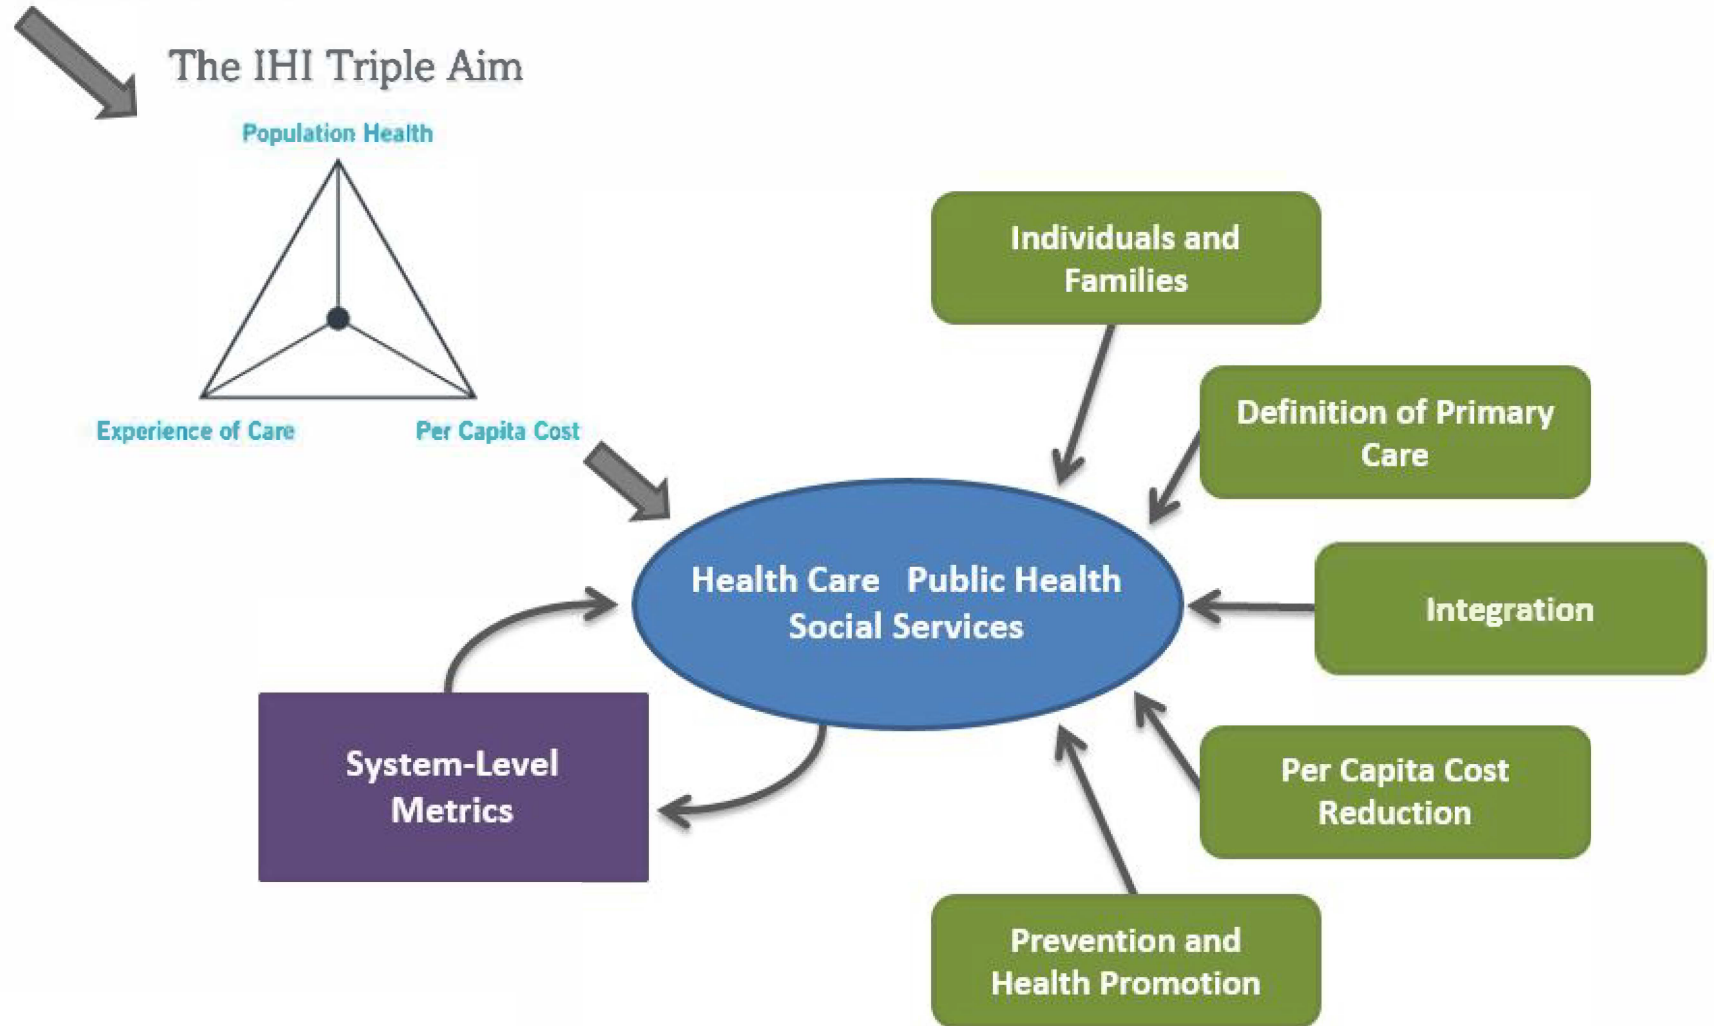 The IHI Triple Aim
Population Health
Experience of Care
Per Capita Cost
Individuals and
Families
Definition of Primary
Care
Integration
Per Capita Cost
Reduction
Prevention and
Health Promotion
Health Care   Public Health
Social Services
System-Level
Metrics